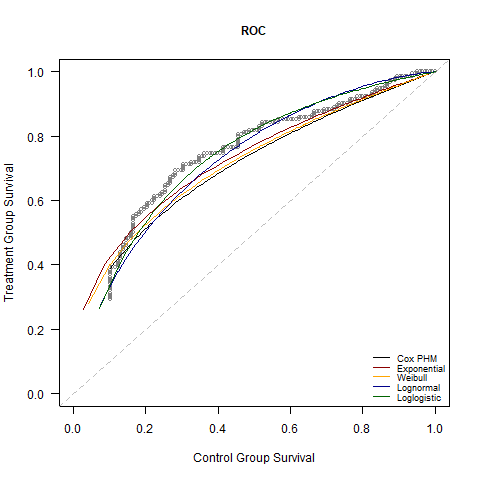 ROC
Treatment Group Survival
1.0
0.8
0.6
0.4
0.2
0.0
0.0 0.2 0.4 0.6 0.8 1.0
Control Group Survival
Cox PHM
Exponential
Weibull
Lognormal
Loglogistic